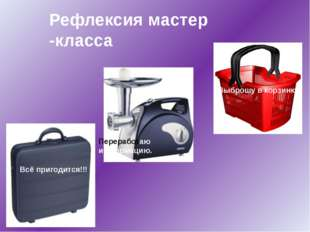 Рефлексия мастер
-класса
Выброшу в корзину
Переработаю
информацию.
Всё пригодится!!!